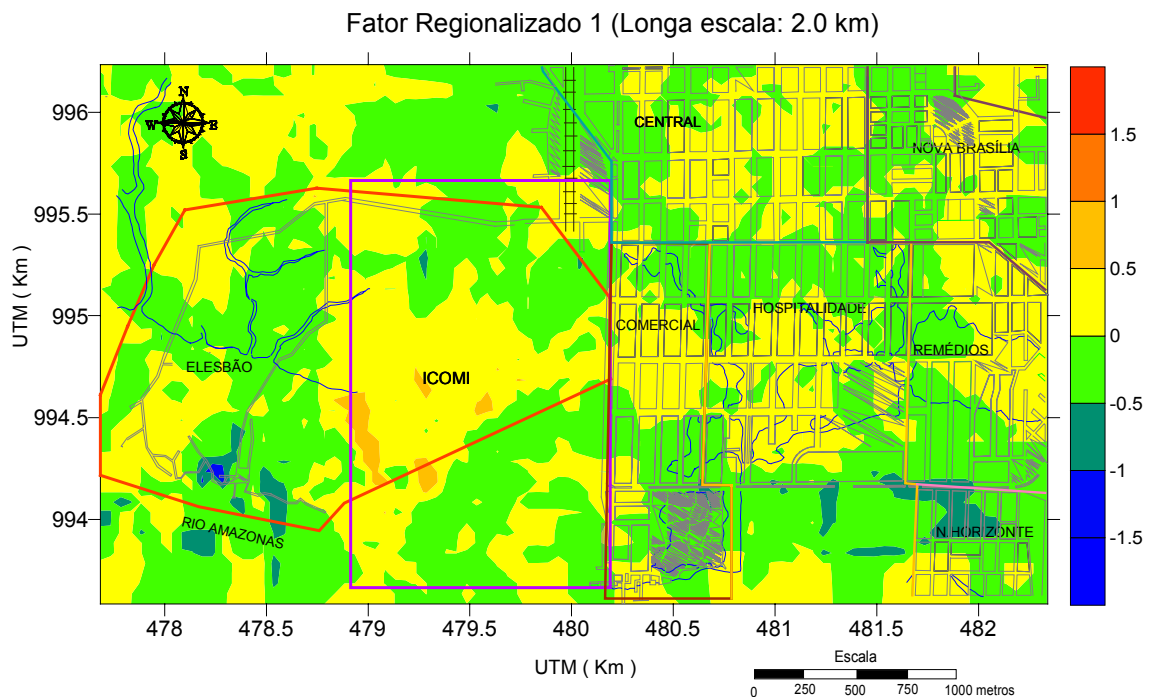 Fator Regionalizado 1 (Longa escala: 2.0 km)
996
995.5
995
994.5
994
UTM ( Km )
N
W
E
S
CENTRAL
NOVA BRASÍLIA
COMERCIAL
HOSPITALIDADE
REMÉDIOS
ELESBÃO
ICOMI
RIO AMAZONAS
N.HORIZONTE
1.5
1
0.5
0
-0.5
-1
-1.5
478
478.5
479
479.5
480
480.5
481
481.5
482
UTM ( Km )
Escala
0
250
500
750
1000 metros